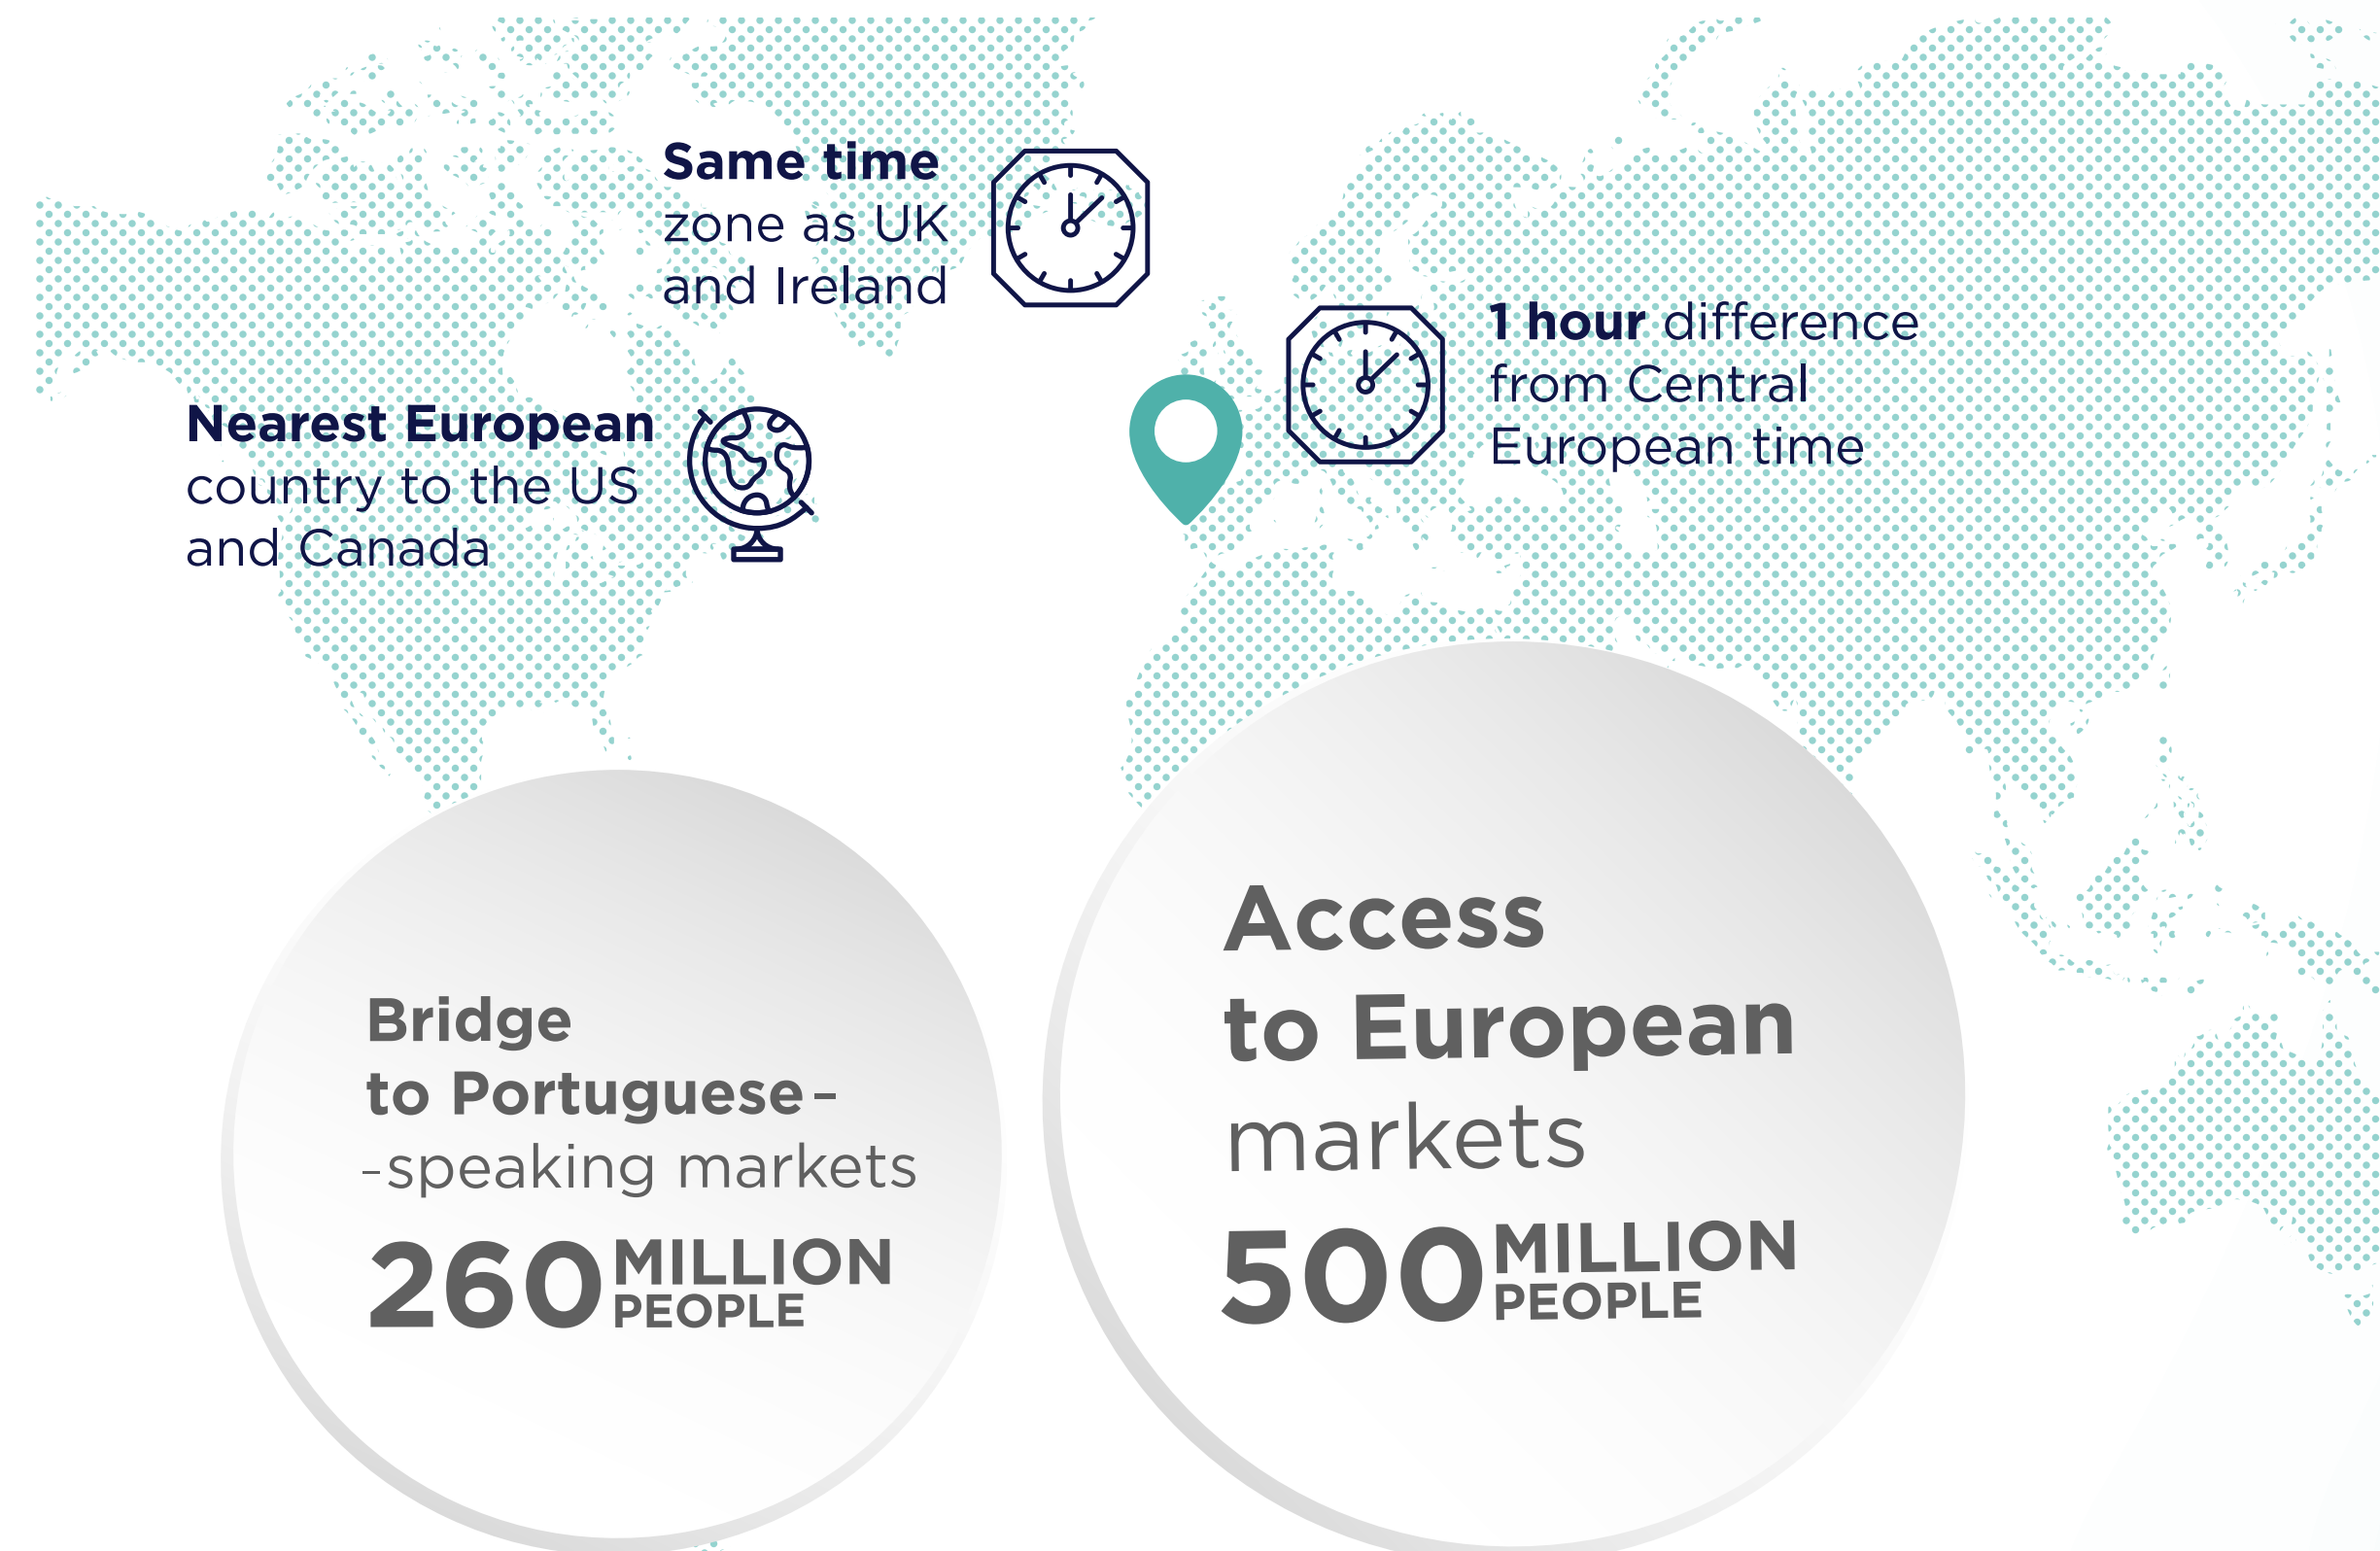 Same time
zone as UK
and Ireland
1 hour difference
from Central
European time
Nearest European
country to the US
and Canada
Bridge
to Portuguese-
-speaking markets
260 MILLION
PEOPLE
Access
to European
markets
500 MILLION
PEOPLE